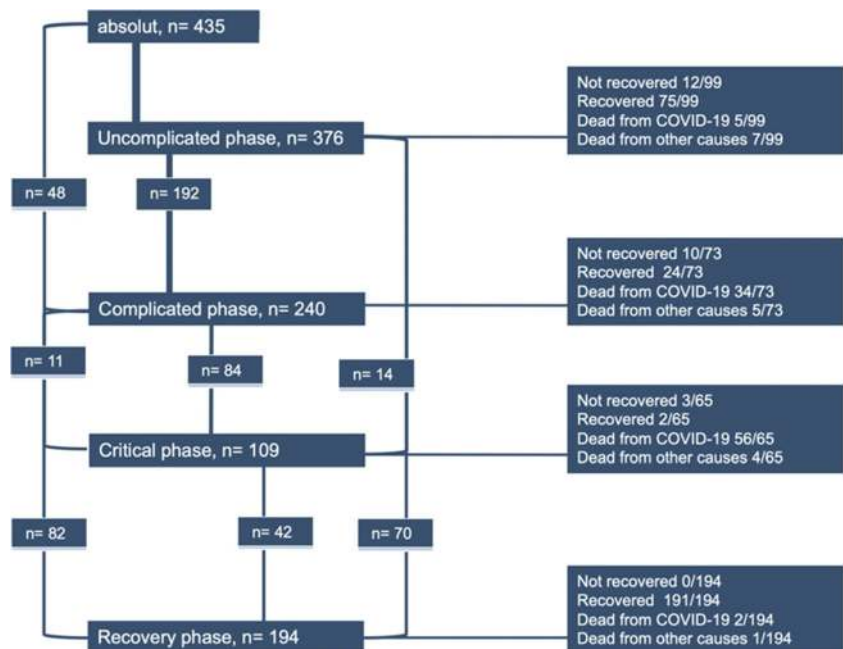 absolut, n= 435
Not recovered 12/99
Recovered 75/99
Dead from COVID-19 5/99
Dead from other causes 7/99
Uncomplicated phase, n= 376
n= 48
n= 192
Not recovered 10/73
Recovered 24/73
Dead from COVID-19 34/73
Dead from other causes 5/73
Complicated phase, n= 240
n= 11
n= 84
n= 14
Not recovered 3/65
Recovered 2/65
Dead from COVID-19 56/65
Dead from other causes 4/65
Critical phase, n= 109
n= 82
n= 42
n= 70
Not recovered 0/194
Recovered 191/194
Dead from COVID-19 2/194
Dead from other causes 1/194
Recovery phase, n= 194